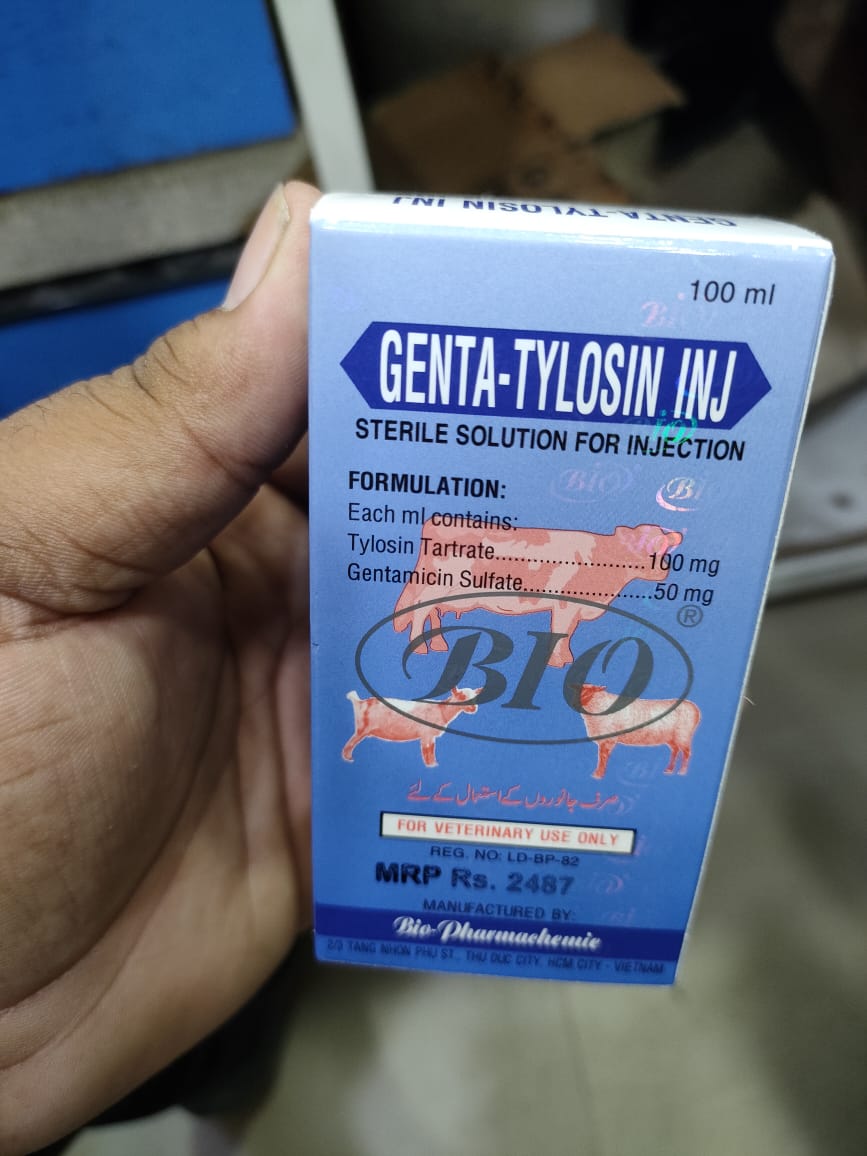 GENTA-TYLOSIN INJ
100 ml
GENTA-TYLOSIN INJ
STERILE SOLUTION FOR INJECTION
FORMULATION:
Each ml contains:
Tylosin Tartrate........................100 mg
Gentamicin Sulfate....................50 mg
BIO®
صرف جانوروں کے استعمال کے لئے
FOR VETERINARY USE ONLY
REG. NO: LD-BP-82
MRP Rs. 2487
MANUFACTURED BY:
Bio-Pharmachemie
2/3 TANG NHON PHU ST., THU DUC CITY, HCM CITY - VIETNAM